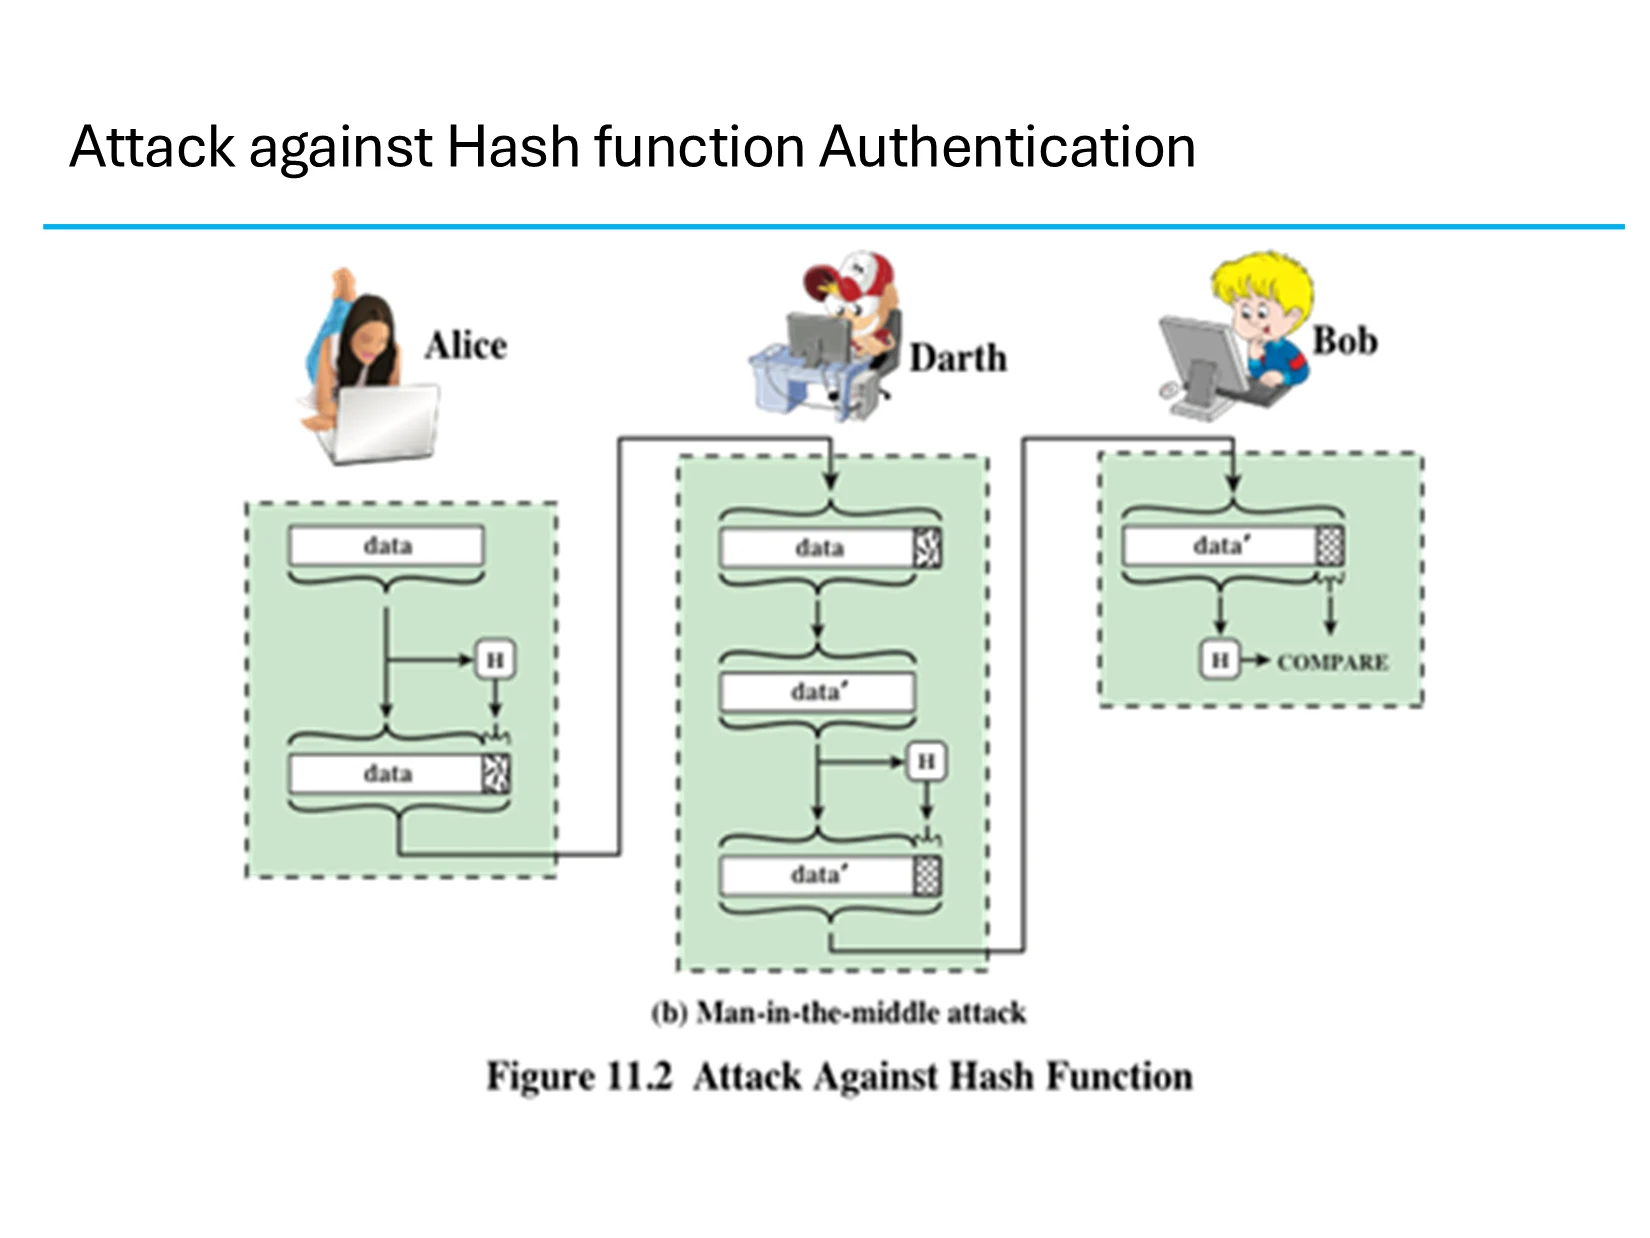 Attack against Hash function Authentication
Alice
Darth
Bob
data
H
data
data
data′
H
data′
data′
H
COMPARE
(b) Man-in-the-middle attack
Figure 11.2 Attack Against Hash Function